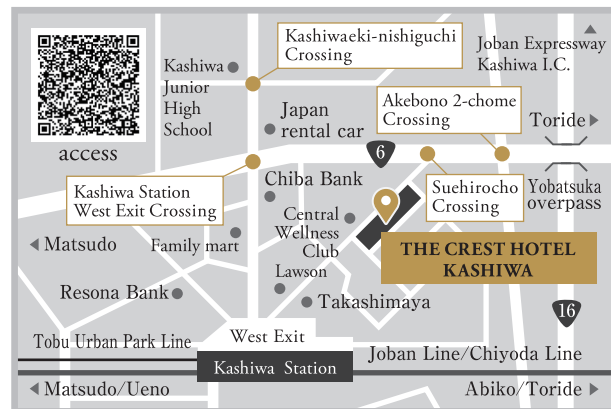 Kashiwaeki-nishiguchi
Crossing
Joban Expressway
Kashiwa I.C.
Kashiwa
Junior
High
School
Akebono 2-chome
Crossing
Japan
rental car
Toride
access
6
Chiba Bank
Suehirocho
Crossing
Yobatsuka
overpass
Kashiwa Station
West Exit Crossing
Central
Wellness
Club
Matsudo
Family mart
THE CREST HOTEL
KASHIWA
Lawson
Resona Bank
Takashimaya
16
West Exit
Tobu Urban Park Line
Kashiwa Station
Joban Line/Chiyoda Line
Matsudo/Ueno
Abiko/Toride